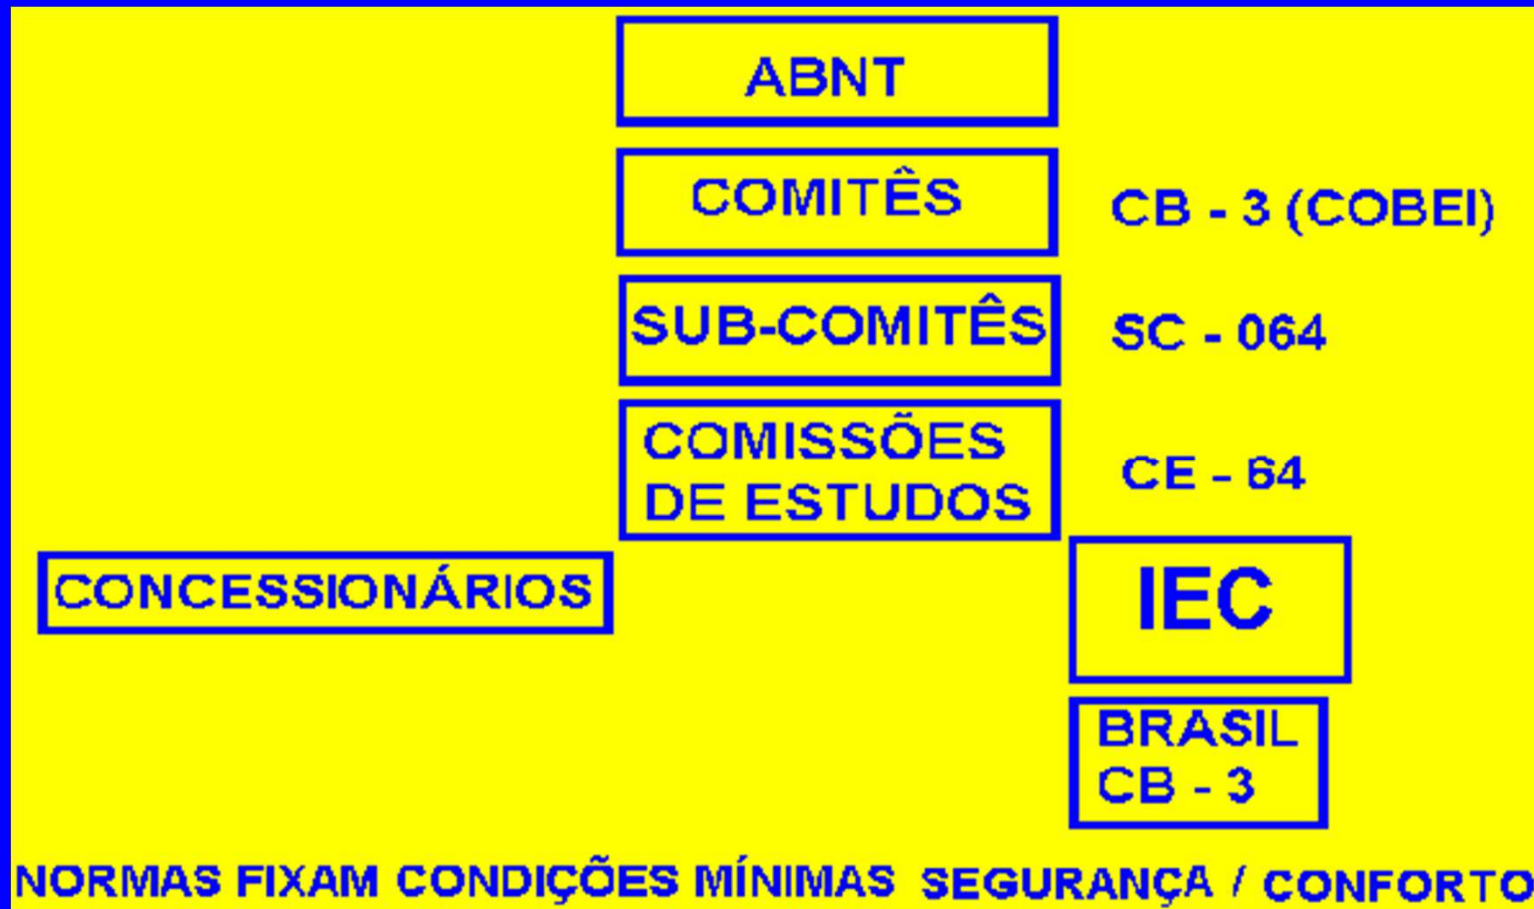 ABNT
COMITÊS
CB - 3 (COBEI)
SUB-COMITÊS
SC - 064
COMISSÕES
DE ESTUDOS
CE - 64
CONCESSIONÁRIOS
IEC
BRASIL
CB - 3
NORMAS FIXAM CONDIÇÕES MÍNIMAS SEGURANÇA / CONFORTO